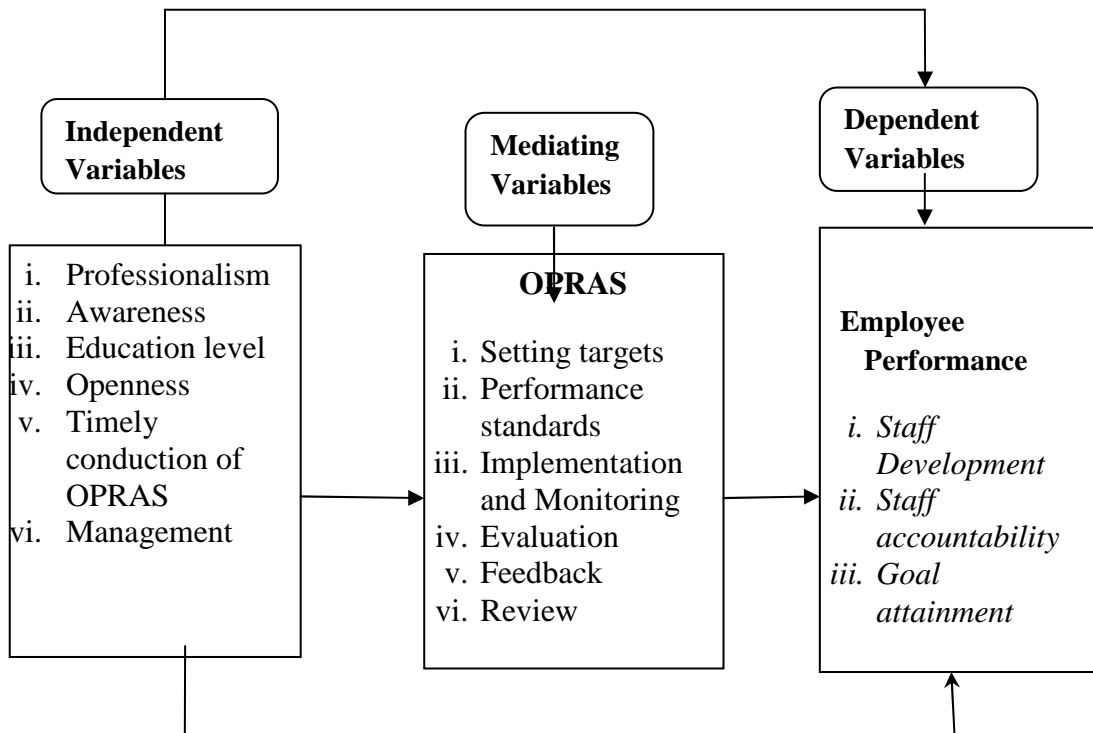 Independent
Variables
Mediating
Variables
Dependent
Variables
i. Professionalism
ii. Awareness
iii. Education level
iv. Openness
v. Timely
conduction of
OPRAS
vi. Management
OPRAS
i. Setting targets
ii. Performance
standards
iii. Implementation
and Monitoring
iv. Evaluation
v. Feedback
vi. Review
Employee
Performance
i. Staff
Development
ii. Staff
accountability
iii. Goal
attainment